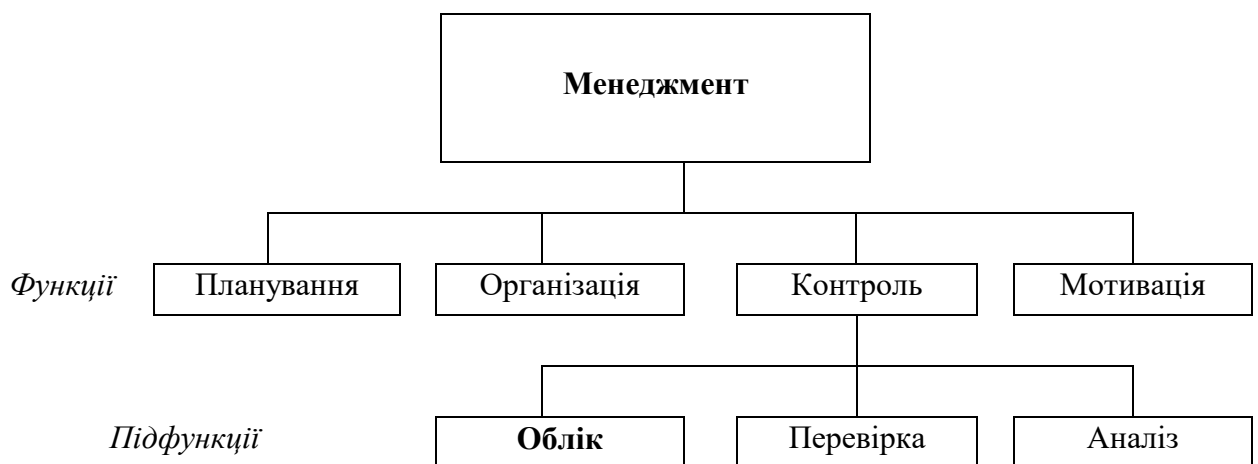 Менеджмент
Функції Планування Організація Контроль Мотивація
Підфункції Облік Перевірка Аналіз